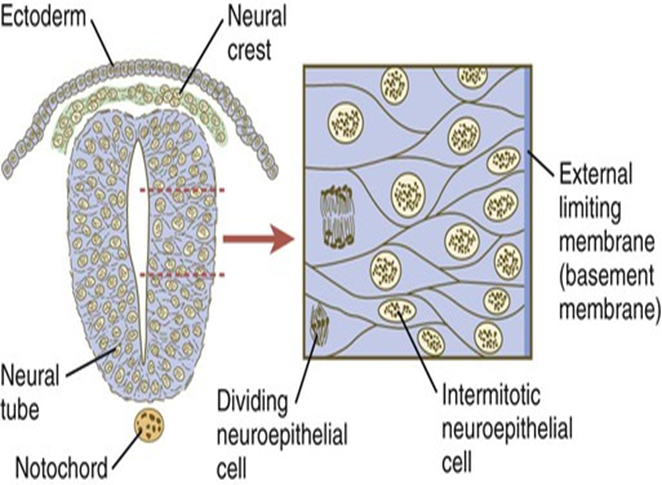 Ectoderm
Neural
crest
External
limiting
membrane
(basement
membrane)
Neural
tube
Notochord
Dividing
neuroepithelial
cell
Intermitotic
neuroepithelial
cell